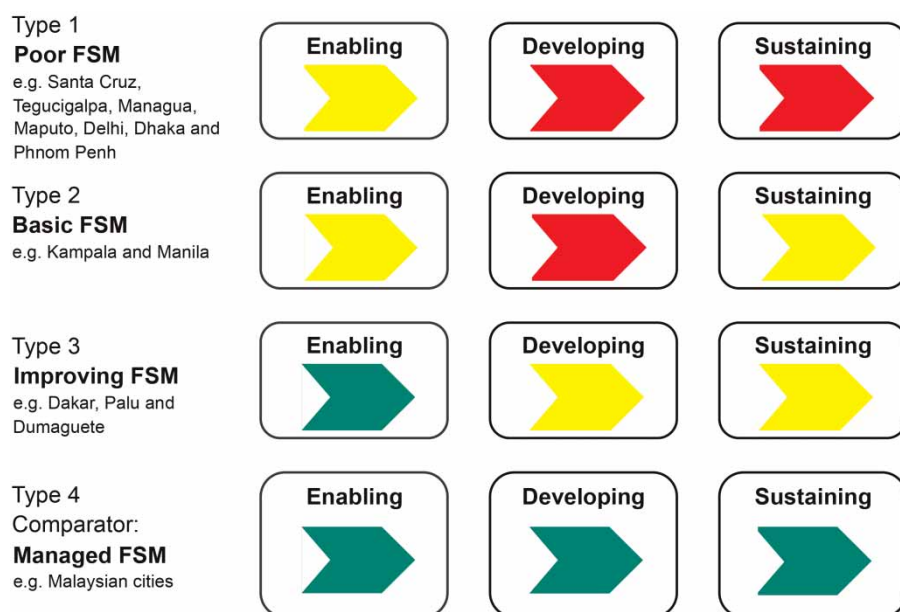 Type 1
Poor FSM
e.g. Santa Cruz,
Tegucigalpa, Managua,
Maputo, Delhi, Dhaka and
Phnom Penh
Enabling
Developing
Sustaining
Type 2
Basic FSM
e.g. Kampala and Manila
Enabling
Developing
Sustaining
Type 3
Improving FSM
e.g. Dakar, Palu and
Dumaguete
Enabling
Developing
Sustaining
Type 4
Comparator:
Managed FSM
e.g. Malaysian cities
Enabling
Developing
Sustaining